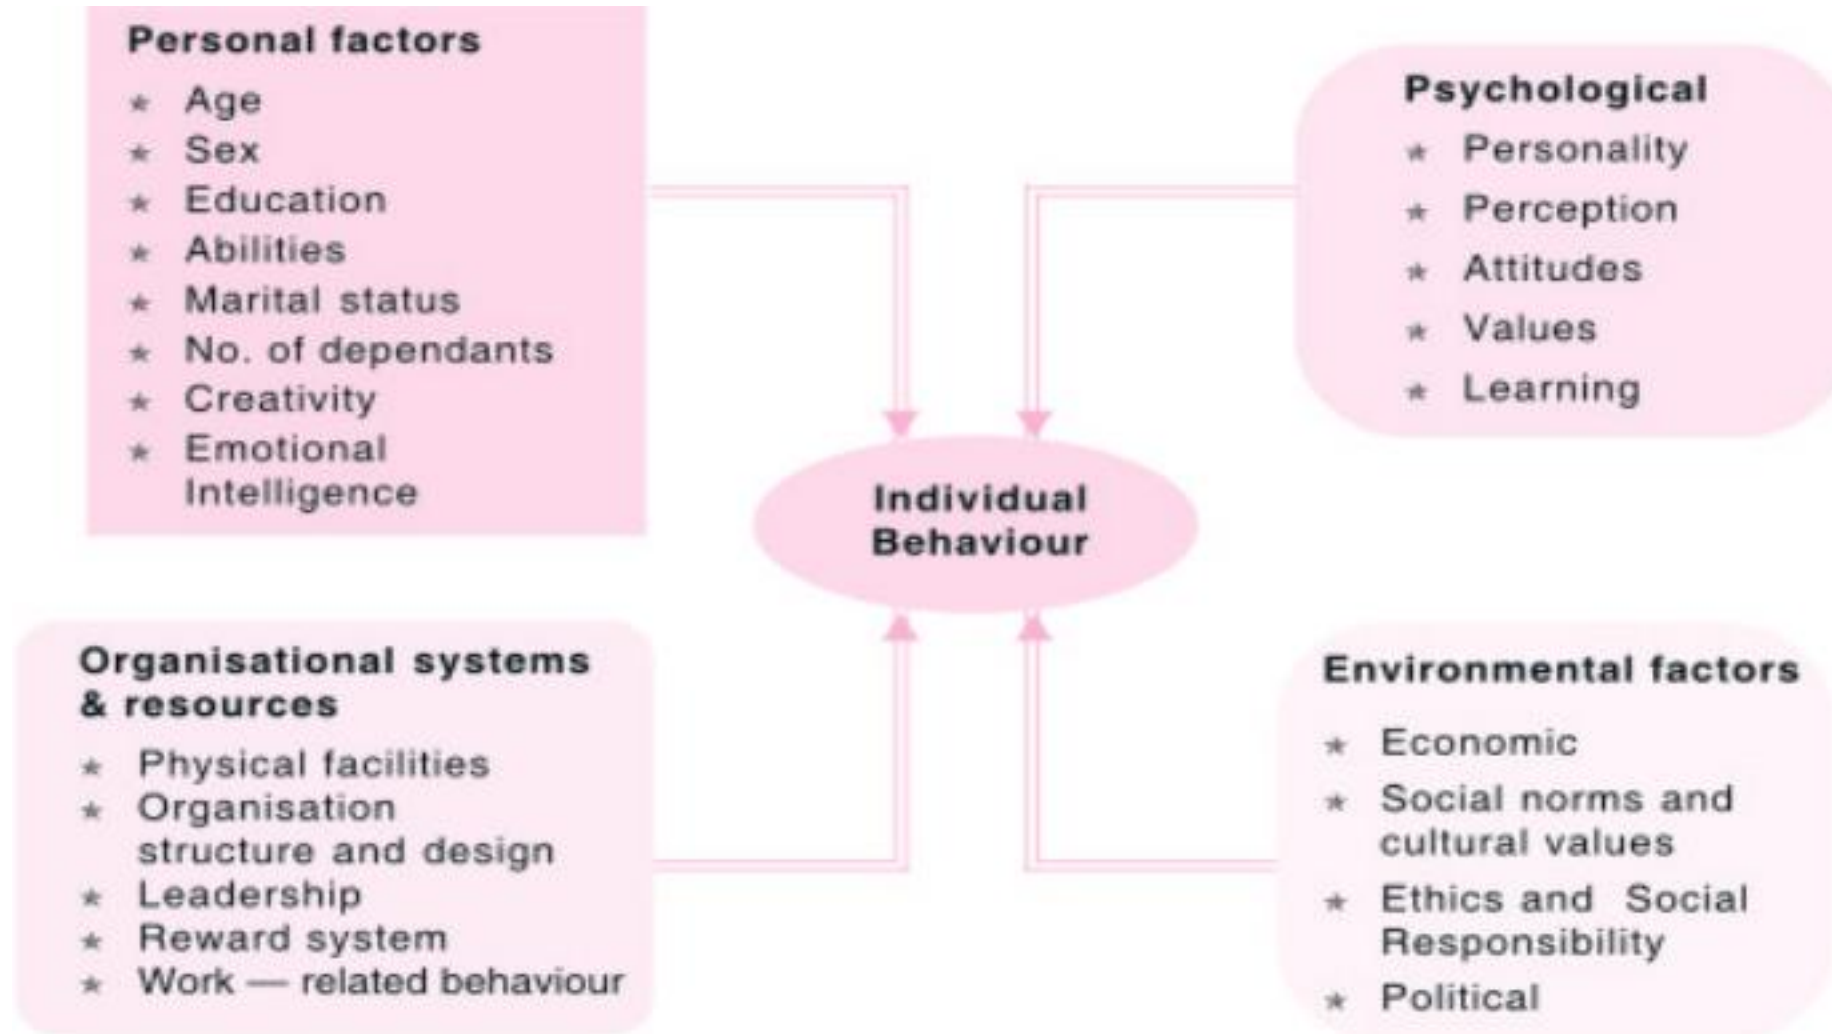 Personal factors
* Age
* Sex
* Education
* Abilities
* Marital status
* No. of dependants
* Creativity
* Emotional
Intelligence
Psychological
* Personality
* Perception
* Attitudes
* Values
* Learning
Individual
Behaviour
Organisational systems
& resources
* Physical facilities
* Organisation
structure and design
* Leadership
* Reward system
* Work — related behaviour
Environmental factors
* Economic
* Social norms and
cultural values
* Ethics and Social
Responsibility
* Political